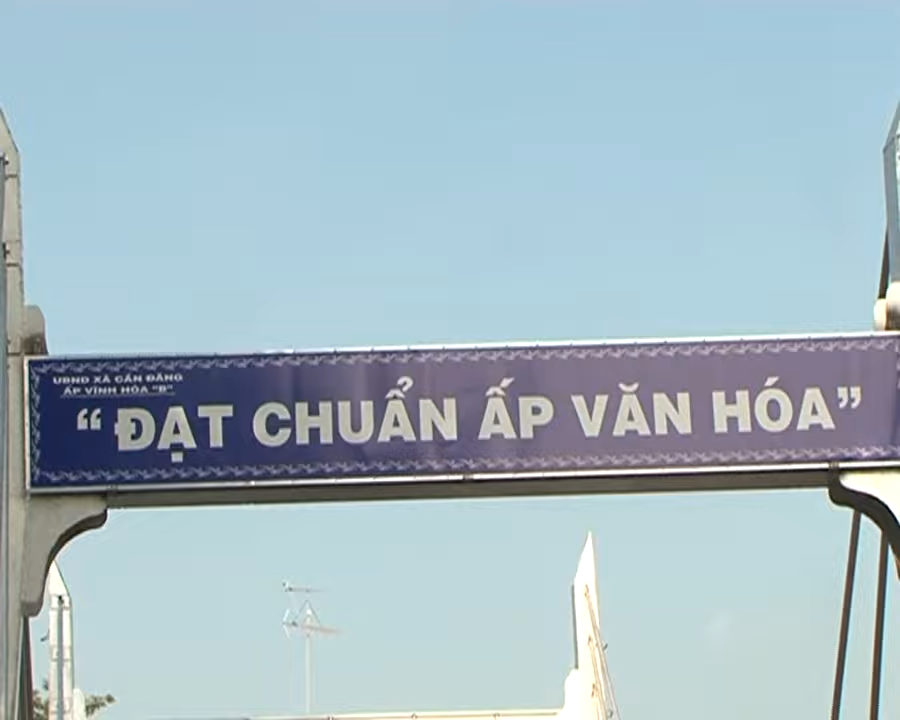 UBND XÃ CẦN ĐĂNG
ẤP VĨNH HÒA "B"
“ ĐẠT CHUẨN ẤP VĂN HÓA ”